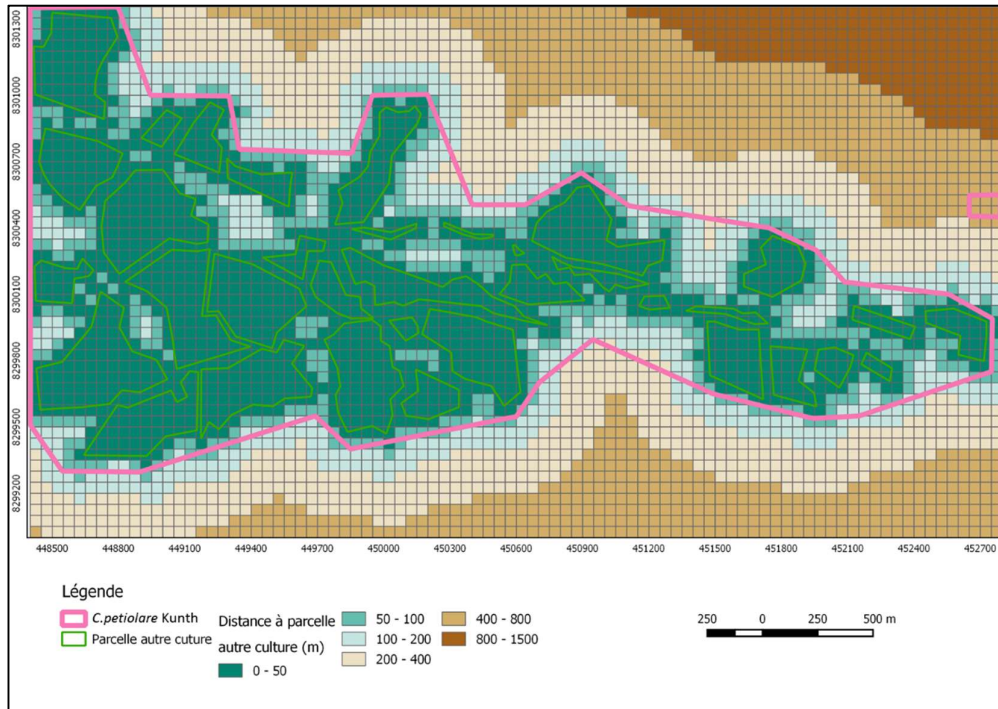 8301300
8301000
8300700
8300400
8300100
8299800
8299500
8299200
448500 448800 449100 449400 449700 450000 450300 450600 450900 451200 451500 451800 452100 452400 452700
Légende
C.petiolare Kunth
Parcelle autre cuture
Distance à parcelle
autre culture (m)
0 - 50
50 - 100
100 - 200
200 - 400
400 - 800
800 - 1500
250 0 250 500 m